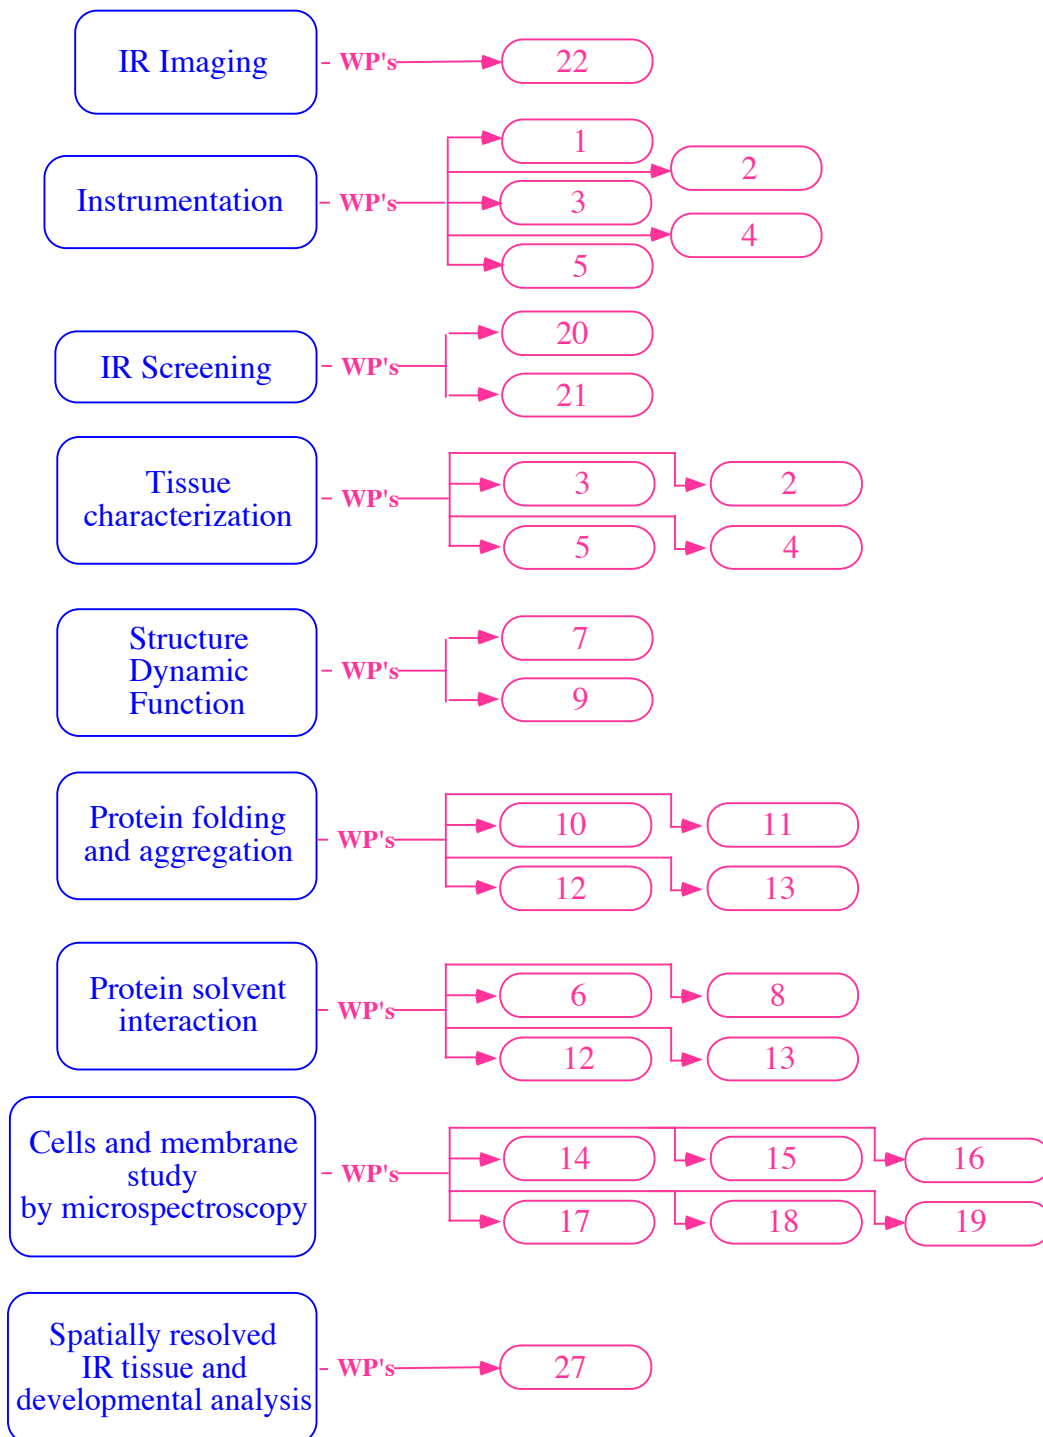 IR Imaging
WP's
22
Instrumentation
WP's
1
2
3
4
5
IR Screening
WP's
20
21
Tissue
characterization
WP's
3
2
5
4
Structure
Dynamic
Function
WP's
7
9
Protein folding
and aggregation
WP's
10
11
12
13
Protein solvent
interaction
WP's
6
8
12
13
Cells and membrane
study
by microspectroscopy
WP's
14
15
16
17
18
19
Spatially resolved
IR tissue and
developmental analysis
WP's
27